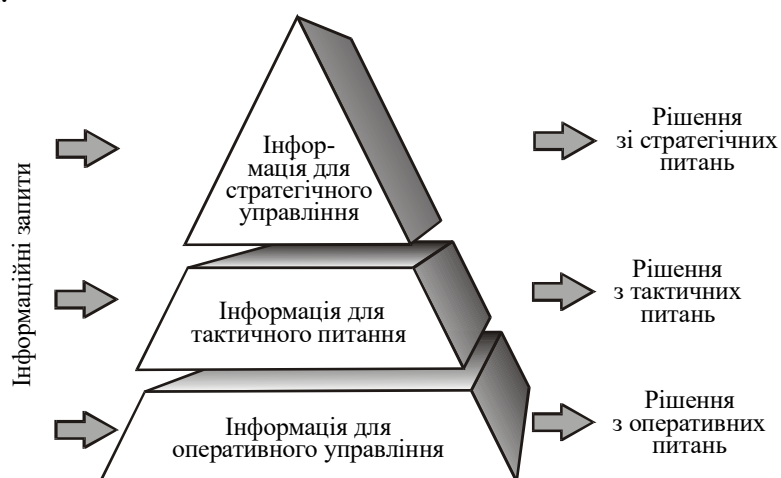 Інформаційні запити
Інфор-
мація для
стратегічного
управління
Рішення
зі стратегічних
питань
Інформація для
тактичного питання
Рішення
з тактичних
питань
Інформація для
оперативного управління
Рішення
з оперативних
питань